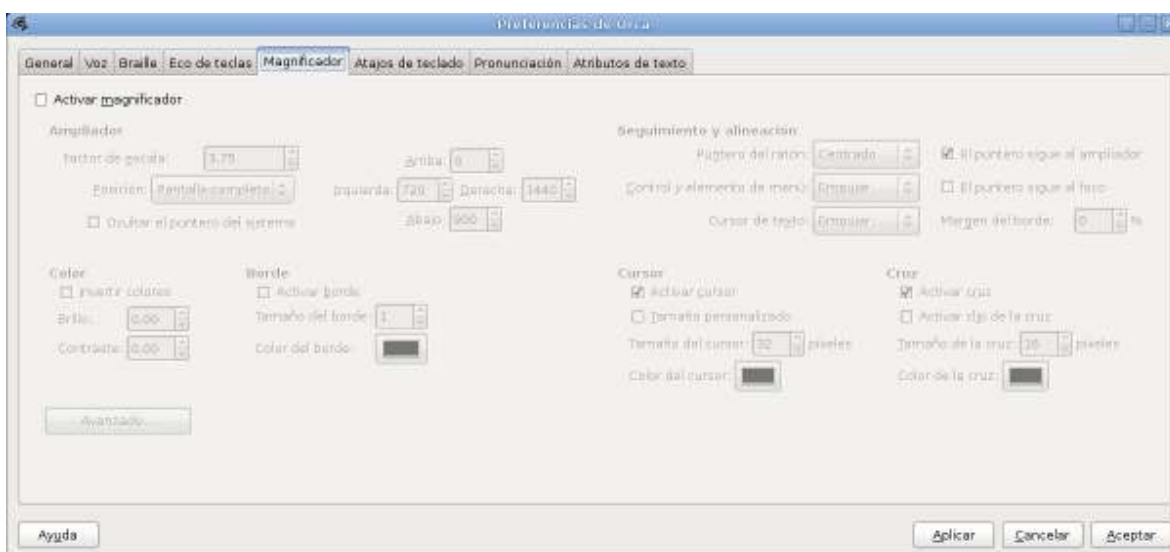 Preferencias de Orca
General Voz Braille Eco de teclas Magnificador Atajos de teclado Pronunciación Atributos de texto
Activar magnificador
Ampliador
Factor de escala: 3.75
Arriba: 0
Posición: Pantalla completa
Izquierda: 720 Derecha: 1440
Ocultar el puntero del sistema
Abajo: 900
Seguimiento y alineación
Puntero del ratón: Centrado
El puntero sigue al ampliador
Control y elemento de menú: Empujar
El puntero sigue al foco
Cursor de texto: Empujar
Margen del borde: 0 %
Color
Invertir colores
Brillo: 0.00
Contraste: 0.00
Borde
Activar borde
Tamaño del borde: 1
Color del borde:
Cursor
Activar cursor
Tamaño personalizado
Tamaño del cursor: 32 píxeles
Color del cursor:
Cruz
Activar cruz
Activar clip de la cruz
Tamaño de la cruz: 16 píxeles
Color de la cruz:
Avanzado...
Ayuda
Aplicar Cancelar Aceptar